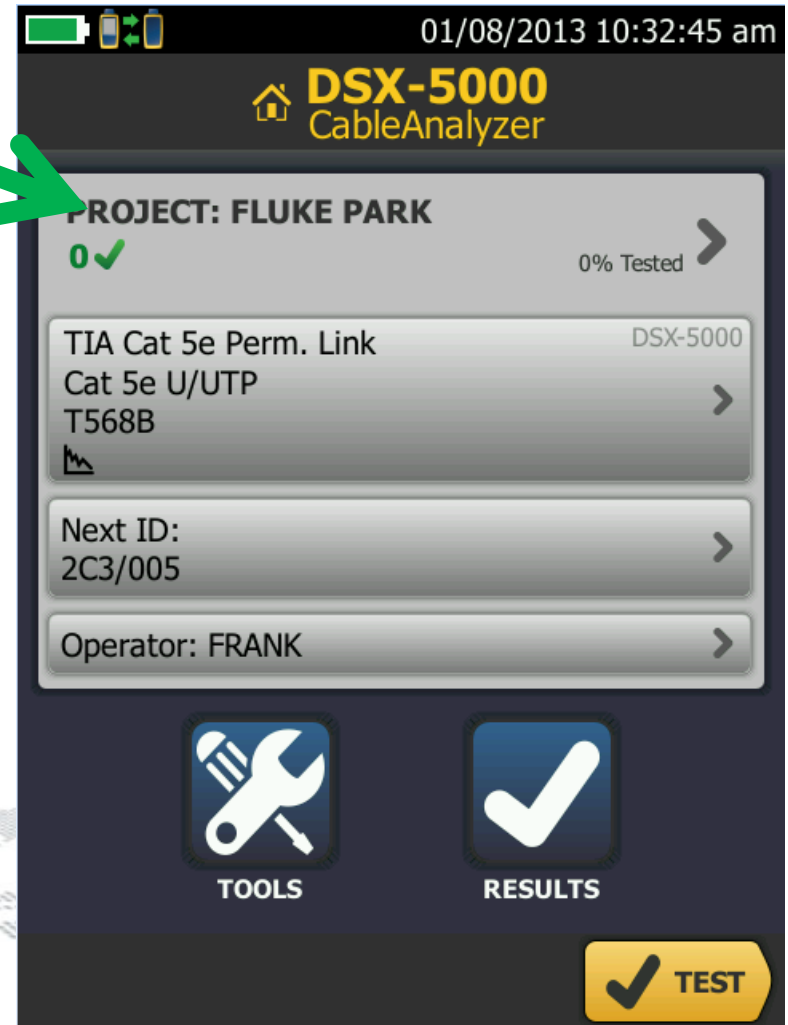 01/08/2013 10:32:45 am
DSX-5000
CableAnalyzer
PROJECT: FLUKE PARK
0
0% Tested
TIA Cat 5e Perm. Link
DSX-5000
Cat 5e U/UTP
T568B
Next ID:
2C3/005
Operator: FRANK
TOOLS
RESULTS
TEST